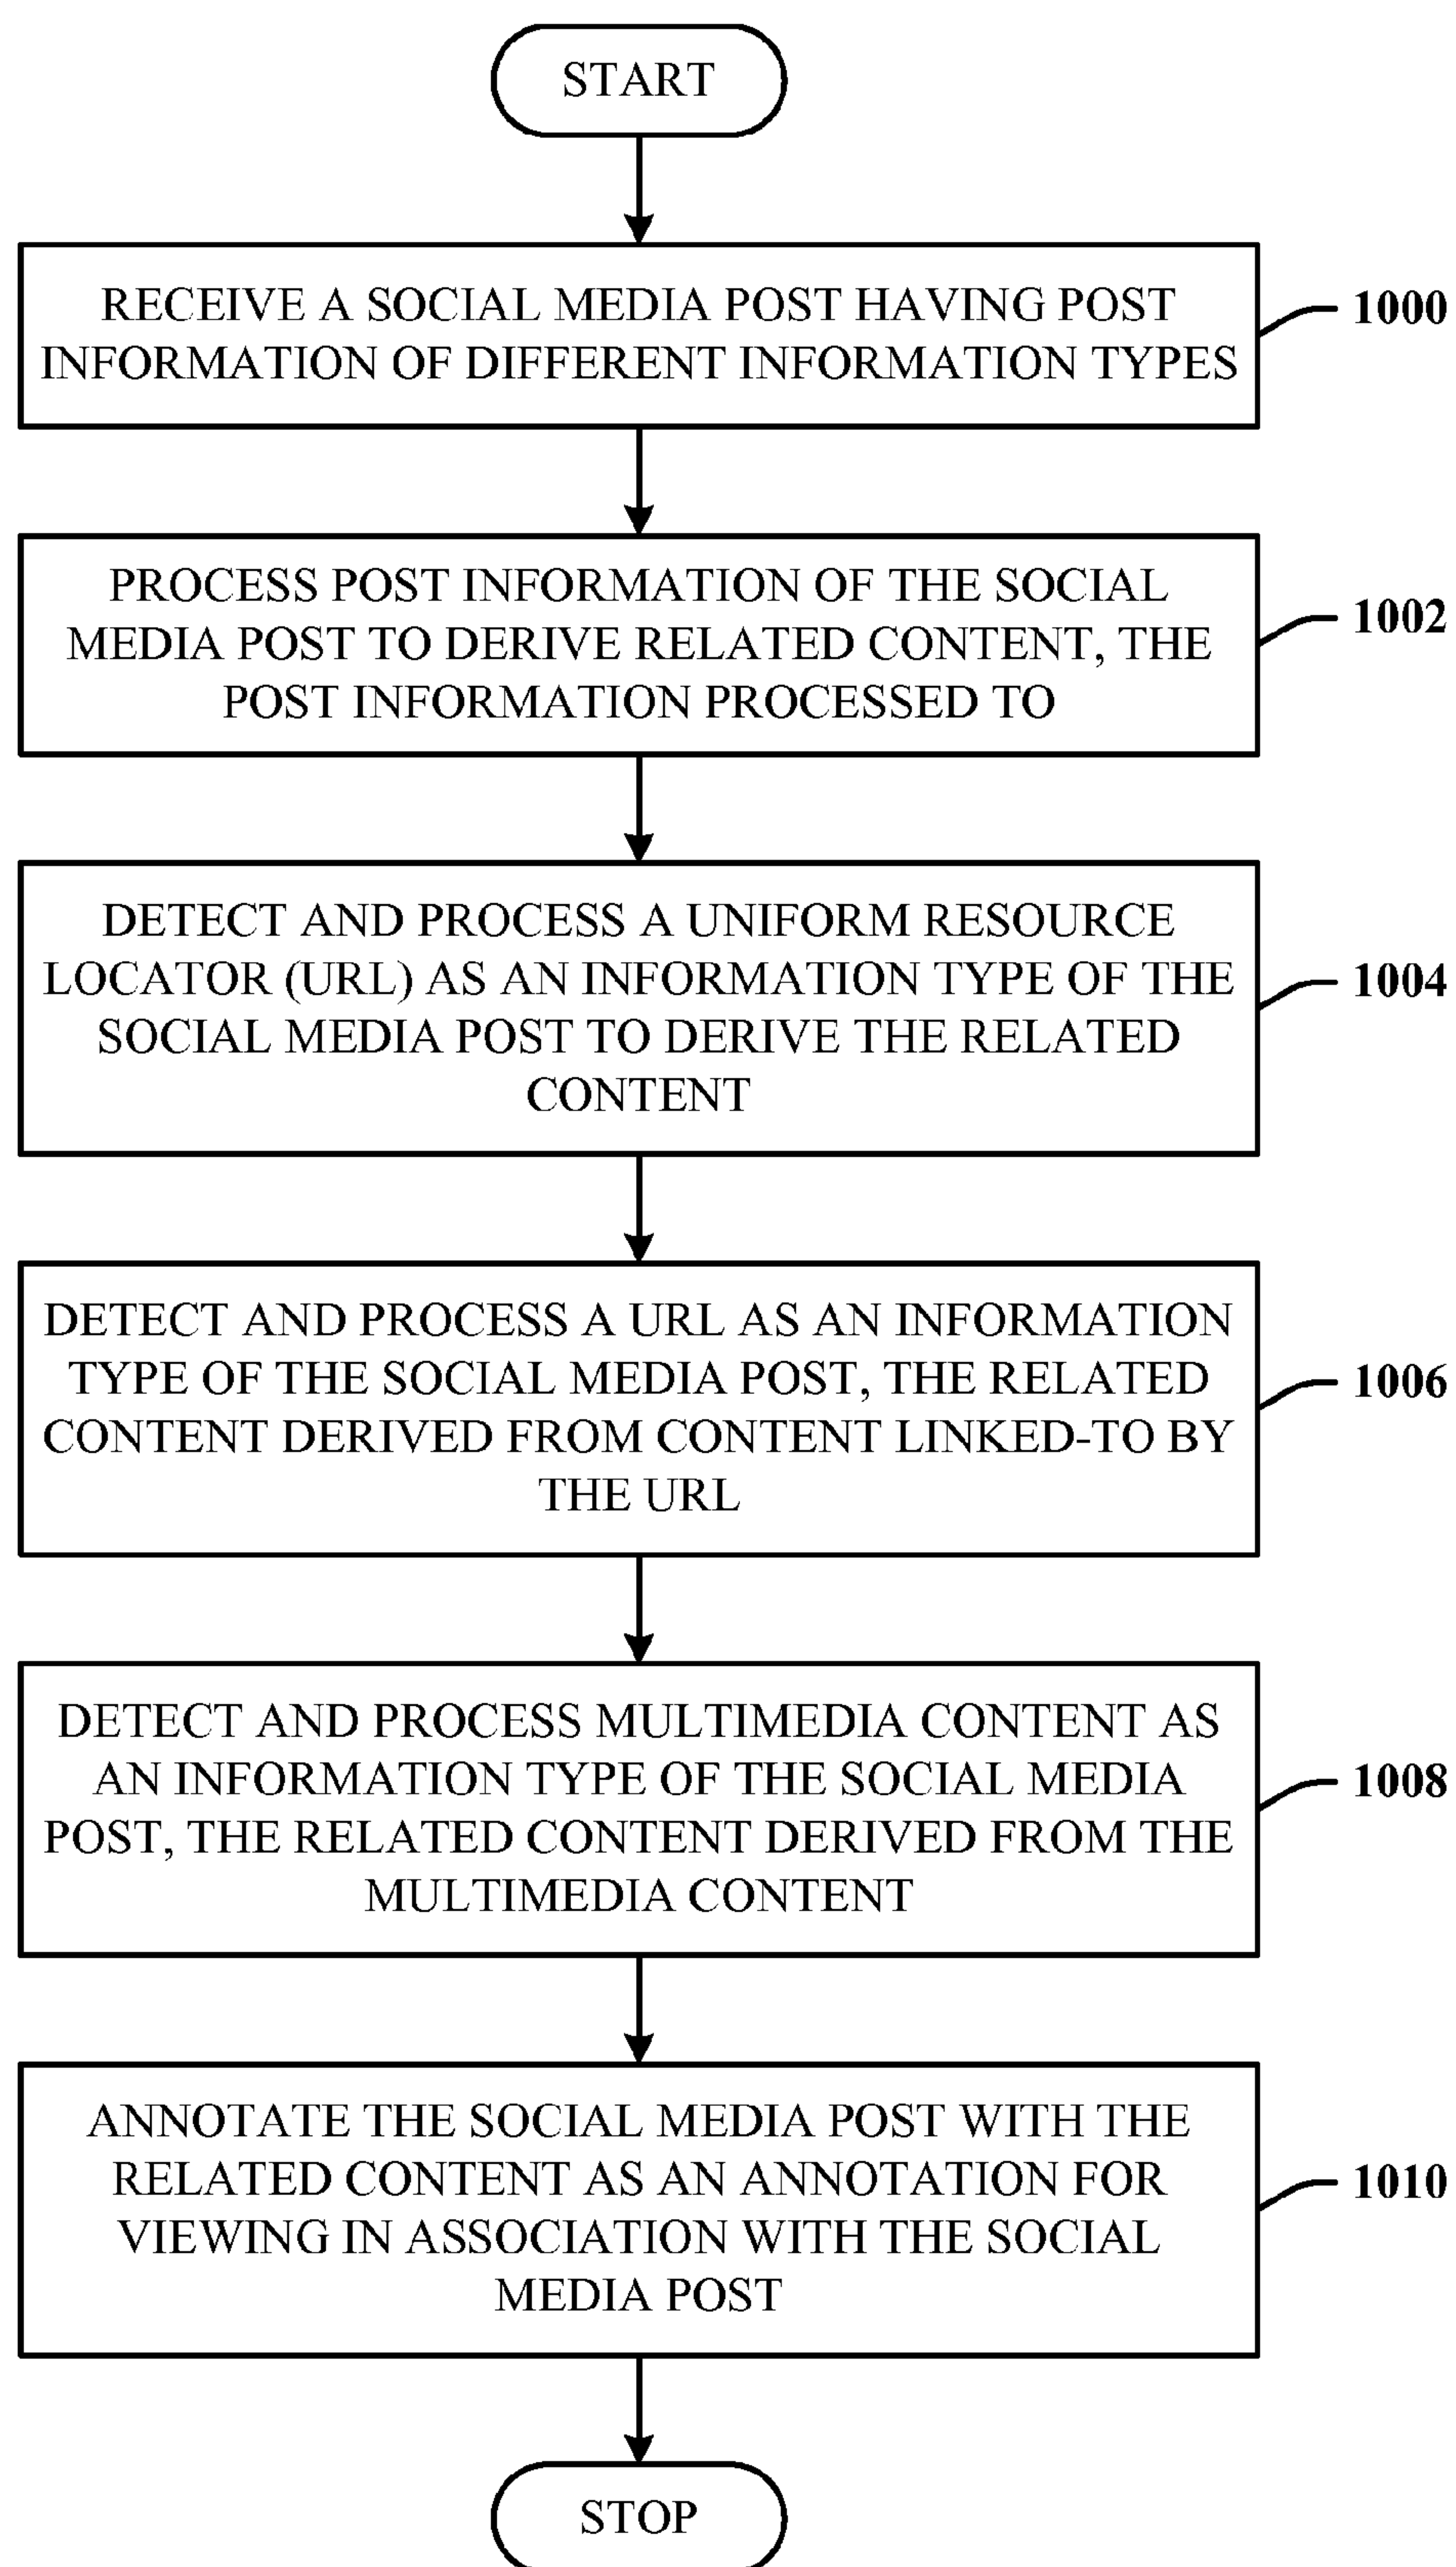 START
RECEIVE A SOCIAL MEDIA POST HAVING POST
INFORMATION OF DIFFERENT INFORMATION TYPES
1000
PROCESS POST INFORMATION OF THE SOCIAL
MEDIA POST TO DERIVE RELATED CONTENT, THE
POST INFORMATION PROCESSED TO
1002
DETECT AND PROCESS A UNIFORM RESOURCE
LOCATOR (URL) AS AN INFORMATION TYPE OF THE
SOCIAL MEDIA POST TO DERIVE THE RELATED
CONTENT
1004
DETECT AND PROCESS A URL AS AN INFORMATION
TYPE OF THE SOCIAL MEDIA POST, THE RELATED
CONTENT DERIVED FROM CONTENT LINKED-TO BY
THE URL
1006
DETECT AND PROCESS MULTIMEDIA CONTENT AS
AN INFORMATION TYPE OF THE SOCIAL MEDIA
POST, THE RELATED CONTENT DERIVED FROM THE
MULTIMEDIA CONTENT
1008
ANNOTATE THE SOCIAL MEDIA POST WITH THE
RELATED CONTENT AS AN ANNOTATION FOR
VIEWING IN ASSOCIATION WITH THE SOCIAL
MEDIA POST
1010
STOP